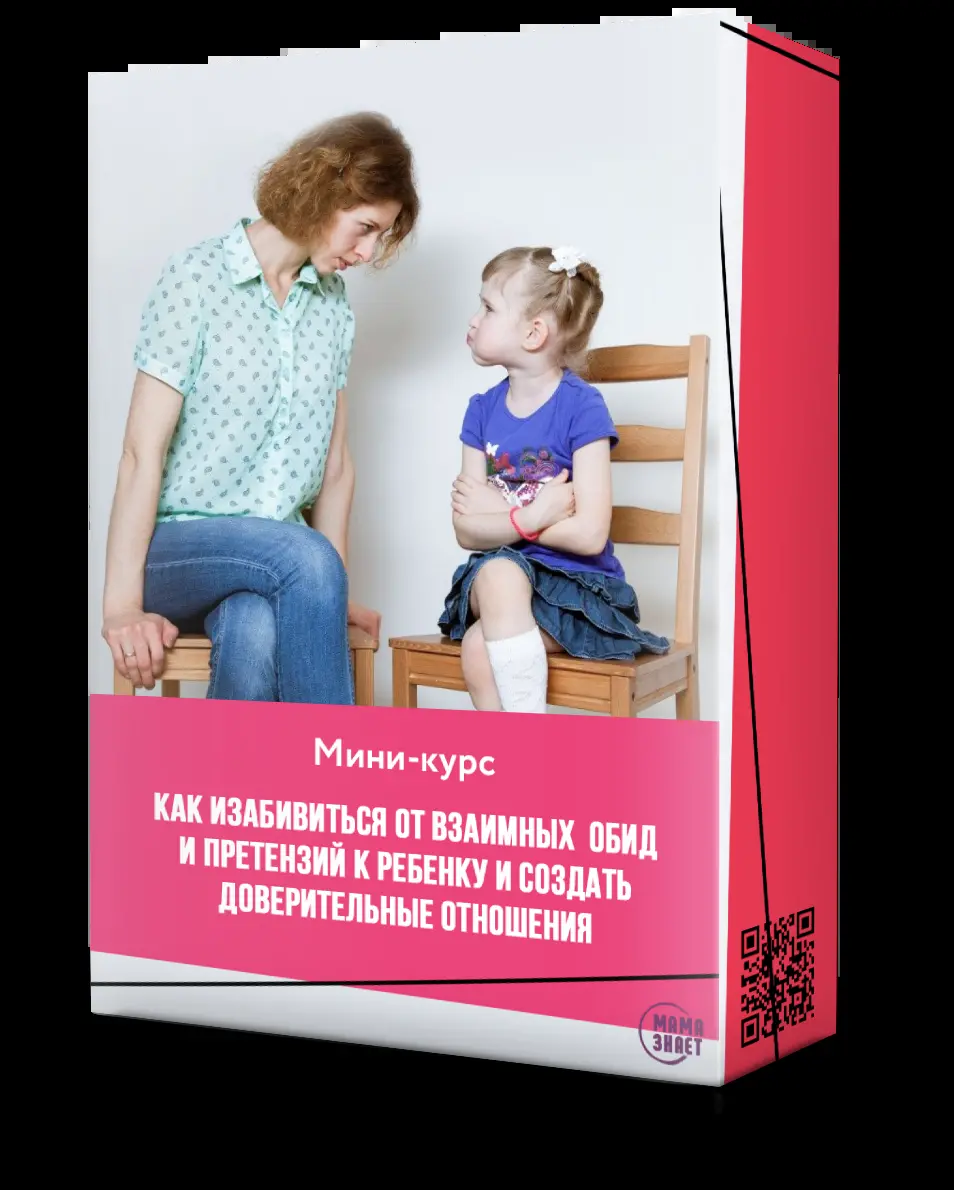 Мини-курс
КАК ИЗАБИВИТЬСЯ ОТ ВЗАИМНЫХ ОБИД
И ПРЕТЕНЗИЙ К РЕБЕНКУ И СОЗДАТЬ
ДОВЕРИТЕЛЬНЫЕ ОТНОШЕНИЯ
МАМА
ЗНАЕТ